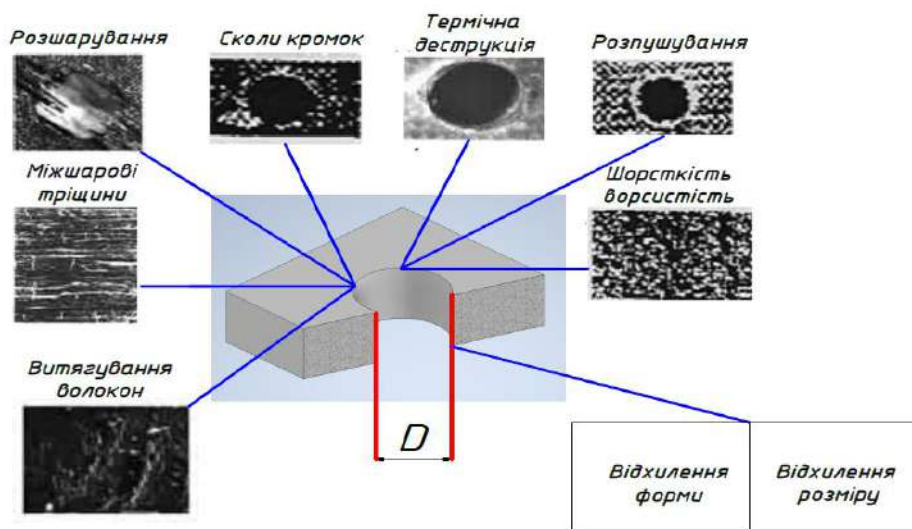 Розшарування
Сколи кромок
Термічна
деструкція
Розпушування
Міжшарові
тріщини
Шорсткість
ворсистість
Витягування
волокон
D
Відхилення
форми
Відхилення
розміру